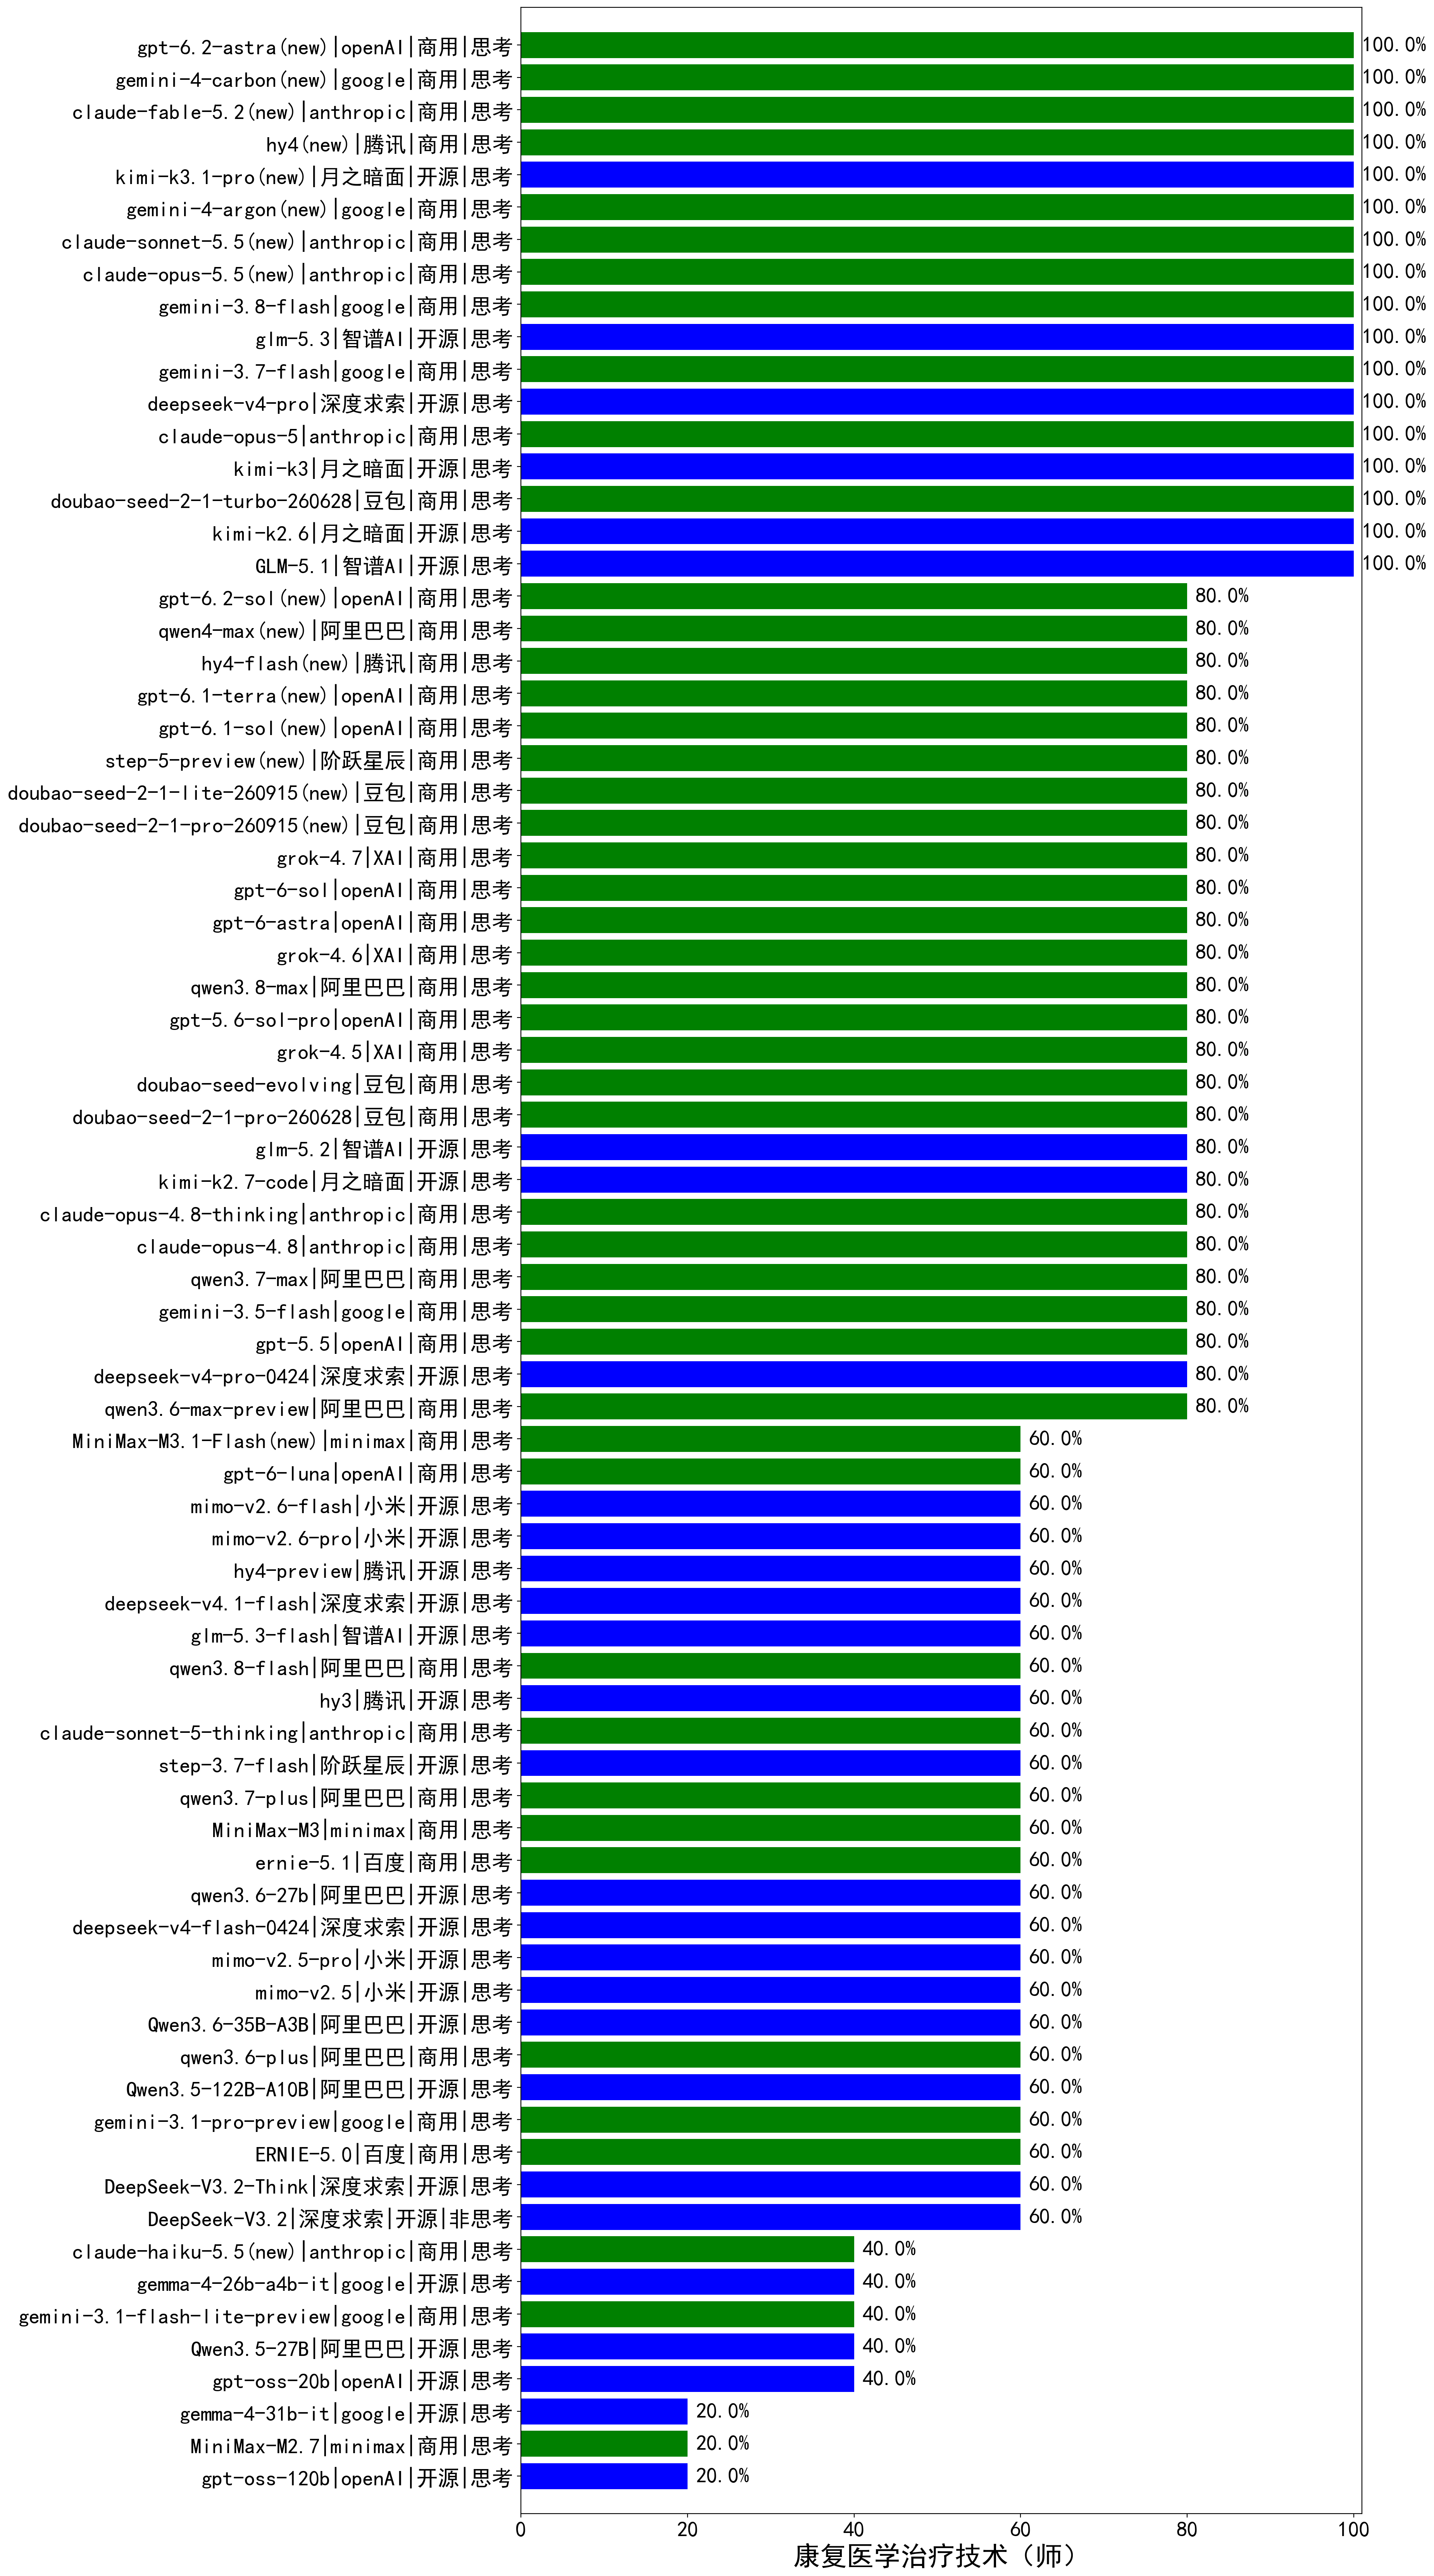 gpt-6.2-astra(new)|openAI|商用|思考 100.0%
gemini-4-carbon(new)|google|商用|思考 100.0%
claude-fable-5.2(new)|anthropic|商用|思考 100.0%
hy4(new)|腾讯|商用|思考 100.0%
kimi-k3.1-pro(new)|月之暗面|开源|思考 100.0%
gemini-4-argon(new)|google|商用|思考 100.0%
claude-sonnet-5.5(new)|anthropic|商用|思考 100.0%
claude-opus-5.5(new)|anthropic|商用|思考 100.0%
gemini-3.8-flash|google|商用|思考 100.0%
glm-5.3|智谱AI|开源|思考 100.0%
gemini-3.7-flash|google|商用|思考 100.0%
deepseek-v4-pro|深度求索|开源|思考 100.0%
claude-opus-5|anthropic|商用|思考 100.0%
kimi-k3|月之暗面|开源|思考 100.0%
doubao-seed-2-1-turbo-260628|豆包|商用|思考 100.0%
kimi-k2.6|月之暗面|开源|思考 100.0%
GLM-5.1|智谱AI|开源|思考 100.0%
gpt-6.2-sol(new)|openAI|商用|思考 80.0%
qwen4-max(new)|阿里巴巴|商用|思考 80.0%
hy4-flash(new)|腾讯|商用|思考 80.0%
gpt-6.1-terra(new)|openAI|商用|思考 80.0%
gpt-6.1-sol(new)|openAI|商用|思考 80.0%
step-5-preview(new)|阶跃星辰|商用|思考 80.0%
doubao-seed-2-1-lite-260915(new)|豆包|商用|思考 80.0%
doubao-seed-2-1-pro-260915(new)|豆包|商用|思考 80.0%
grok-4.7|XAI|商用|思考 80.0%
gpt-6-sol|openAI|商用|思考 80.0%
gpt-6-astra|openAI|商用|思考 80.0%
grok-4.6|XAI|商用|思考 80.0%
qwen3.8-max|阿里巴巴|商用|思考 80.0%
gpt-5.6-sol-pro|openAI|商用|思考 80.0%
grok-4.5|XAI|商用|思考 80.0%
doubao-seed-evolving|豆包|商用|思考 80.0%
doubao-seed-2-1-pro-260628|豆包|商用|思考 80.0%
glm-5.2|智谱AI|开源|思考 80.0%
kimi-k2.7-code|月之暗面|开源|思考 80.0%
claude-opus-4.8-thinking|anthropic|商用|思考 80.0%
claude-opus-4.8|anthropic|商用|思考 80.0%
qwen3.7-max|阿里巴巴|商用|思考 80.0%
gemini-3.5-flash|google|商用|思考 80.0%
gpt-5.5|openAI|商用|思考 80.0%
deepseek-v4-pro-0424|深度求索|开源|思考 80.0%
qwen3.6-max-preview|阿里巴巴|商用|思考 80.0%
MiniMax-M3.1-Flash(new)|minimax|商用|思考 60.0%
gpt-6-luna|openAI|商用|思考 60.0%
mimo-v2.6-flash|小米|开源|思考 60.0%
mimo-v2.6-pro|小米|开源|思考 60.0%
hy4-preview|腾讯|开源|思考 60.0%
deepseek-v4.1-flash|深度求索|开源|思考 60.0%
glm-5.3-flash|智谱AI|开源|思考 60.0%
qwen3.8-flash|阿里巴巴|商用|思考 60.0%
hy3|腾讯|开源|思考 60.0%
claude-sonnet-5-thinking|anthropic|商用|思考 60.0%
step-3.7-flash|阶跃星辰|开源|思考 60.0%
qwen3.7-plus|阿里巴巴|商用|思考 60.0%
MiniMax-M3|minimax|商用|思考 60.0%
ernie-5.1|百度|商用|思考 60.0%
qwen3.6-27b|阿里巴巴|开源|思考 60.0%
deepseek-v4-flash-0424|深度求索|开源|思考 60.0%
mimo-v2.5-pro|小米|开源|思考 60.0%
mimo-v2.5|小米|开源|思考 60.0%
Qwen3.6-35B-A3B|阿里巴巴|开源|思考 60.0%
qwen3.6-plus|阿里巴巴|商用|思考 60.0%
Qwen3.5-122B-A10B|阿里巴巴|开源|思考 60.0%
gemini-3.1-pro-preview|google|商用|思考 60.0%
ERNIE-5.0|百度|商用|思考 60.0%
DeepSeek-V3.2-Think|深度求索|开源|思考 60.0%
DeepSeek-V3.2|深度求索|开源|非思考 60.0%
claude-haiku-5.5(new)|anthropic|商用|思考 40.0%
gemma-4-26b-a4b-it|google|开源|思考 40.0%
gemini-3.1-flash-lite-preview|google|商用|思考 40.0%
Qwen3.5-27B|阿里巴巴|开源|思考 40.0%
gpt-oss-20b|openAI|开源|思考 40.0%
gemma-4-31b-it|google|开源|思考 20.0%
MiniMax-M2.7|minimax|商用|思考 20.0%
gpt-oss-120b|openAI|开源|思考 20.0%
0 20 40 60 80 100
康复医学治疗技术（师）